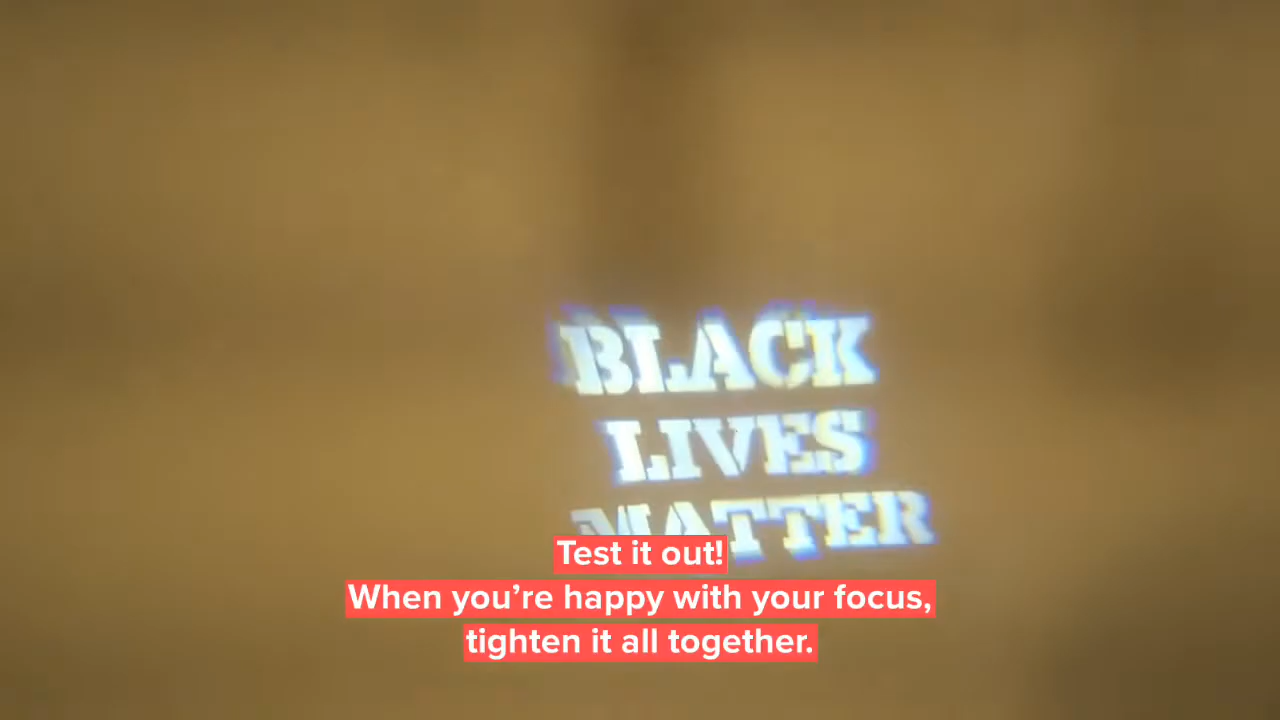 BLACK
LIVES
MATTER
Test it out!
When you’re happy with your focus,
tighten it all together.